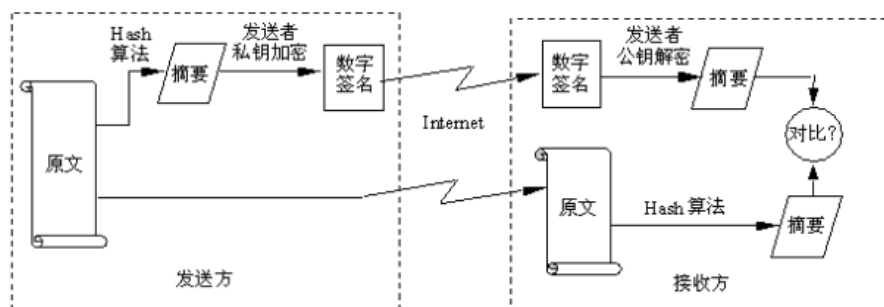 Hash
算法
摘要
发送者
私钥加密
数字
签名
原文
发送方
Internet
数字
签名
发送者
公钥解密
摘要
对比?
原文
Hash 算法
摘要
接收方